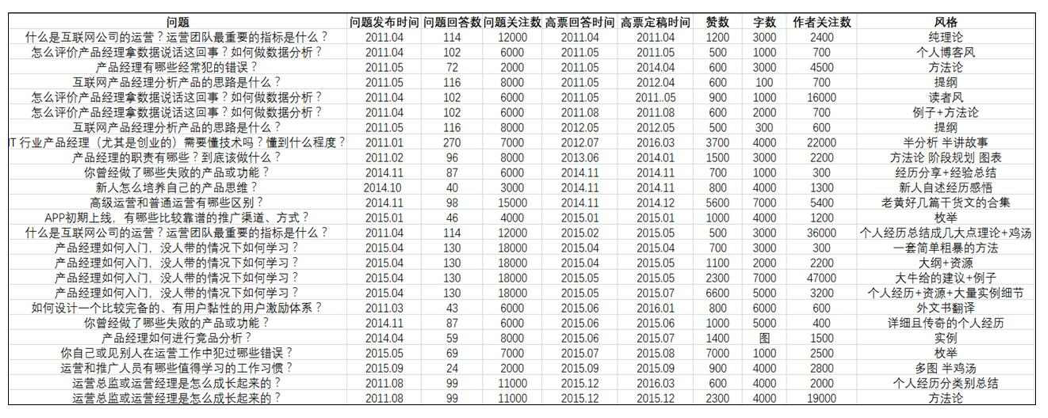 问题 问题发布时间 问题回答数 问题关注数 高票回答时间 高票定稿时间 赞数 字数 作者关注数 风格
什么是互联网公司的运营？运营团队最重要的指标是什么？ 2011.04 114 12000 2011.04 2011.04 1200 3000 2400 纯理论
怎么评价产品经理拿数据说话这回事？如何做数据分析？ 2011.04 102 6000 2011.05 2011.05 500 1000 700 个人博客风
产品经理有哪些经常犯的错误？ 2011.05 72 2000 2011.05 2014.04 600 3000 4500 方法论
互联网产品经理分析产品的思路是什么？ 2011.05 116 8000 2011.05 2012.04 600 100 700 提纲
怎么评价产品经理拿数据说话这回事？如何做数据分析？ 2011.04 102 6000 2011.05 2011.05 900 1000 16000 读者风
怎么评价产品经理拿数据说话这回事？如何做数据分析？ 2011.04 102 6000 2011.08 2011.08 600 2000 700 例子+方法论
互联网产品经理分析产品的思路是什么？ 2011.05 116 8000 2012.05 2012.05 500 300 600 提纲
IT 行业产品经理（尤其是创业的）需要懂技术吗？懂到什么程度？ 2011.01 270 7000 2012.07 2016.03 3700 4000 22000 半分析 半讲故事
产品经理的职责有哪些？到底该做什么？ 2011.02 96 8000 2013.06 2014.01 1500 3000 2200 方法论 阶段规划 图表
你曾经做了哪些失败的产品或功能？ 2014.11 87 6000 2014.11 2014.11 700 1000 300 经历分享+经验总结
新人怎么培养自己的产品思维？ 2014.10 40 3000 2014.11 2014.11 800 4000 1300 新人自述经历感悟
高级运营和普通运营有哪些区别？ 2014.11 98 15000 2014.11 2014.12 5600 7000 5400 老黄好几篇干货文的合集
APP初期上线，有哪些比较靠谱的推广渠道、方式？ 2015.01 46 4000 2015.01 2015.01 1000 4000 1200 枚举
什么是互联网公司的运营？运营团队最重要的指标是什么？ 2011.04 114 12000 2015.02 2015.05 500 3000 36000 个人经历总结成几大点理论+鸡汤
产品经理如何入门，没人带的情况下如何学习？ 2015.04 130 18000 2015.04 2015.04 700 3000 300 一套简单粗暴的方法
产品经理如何入门，没人带的情况下如何学习？ 2015.04 130 18000 2015.05 2015.05 1100 2000 2200 大纲+资源
产品经理如何入门，没人带的情况下如何学习？ 2015.04 130 18000 2015.05 2015.05 2300 7000 47000 大牛给的建议+例子
产品经理如何入门，没人带的情况下如何学习？ 2015.04 130 18000 2015.05 2015.07 6600 5000 3200 个人经历+资源+大量实例细节
如何设计一个比较完备的、有用户黏性的用户激励体系？ 2011.03 43 6000 2015.06 2016.01 800 6000 600 外文书翻译
你曾经做了哪些失败的产品或功能？ 2014.11 87 6000 2015.06 2015.06 1000 5000 400 详细且传奇的个人经历
产品经理如何进行竞品分析？ 2014.04 59 8000 2015.06 2015.07 1400 图 1500 实例
你自己或见别人在运营工作中犯过哪些错误？ 2015.05 69 7000 2015.07 2015.08 7000 1000 2500 枚举
运营和推广人员有哪些值得学习的工作习惯？ 2015.09 24 2000 2015.09 2015.09 900 4000 2800 多图 半鸡汤
运营总监或运营经理是怎么成长起来的？ 2011.08 99 11000 2015.12 2016.03 600 4000 2000 个人经历分类别总结
运营总监或运营经理是怎么成长起来的？ 2011.08 99 11000 2015.12 2015.12 2300 4000 19000 方法论